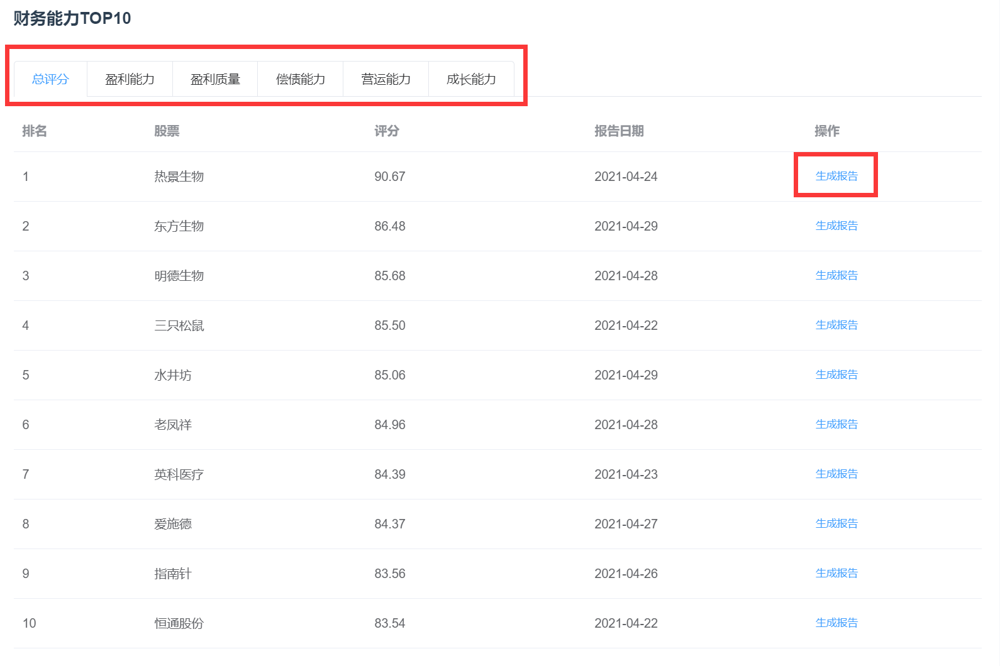 财务能力TOP10
总评分 盈利能力 盈利质量 偿债能力 营运能力 成长能力
排名 股票 评分 报告日期 操作
1 热景生物 90.67 2021-04-24 生成报告
2 东方生物 86.48 2021-04-29 生成报告
3 明德生物 85.68 2021-04-28 生成报告
4 三只松鼠 85.50 2021-04-22 生成报告
5 水井坊 85.06 2021-04-29 生成报告
6 老凤祥 84.96 2021-04-28 生成报告
7 英科医疗 84.39 2021-04-23 生成报告
8 爱施德 84.37 2021-04-27 生成报告
9 指南针 83.56 2021-04-26 生成报告
10 恒通股份 83.54 2021-04-22 生成报告